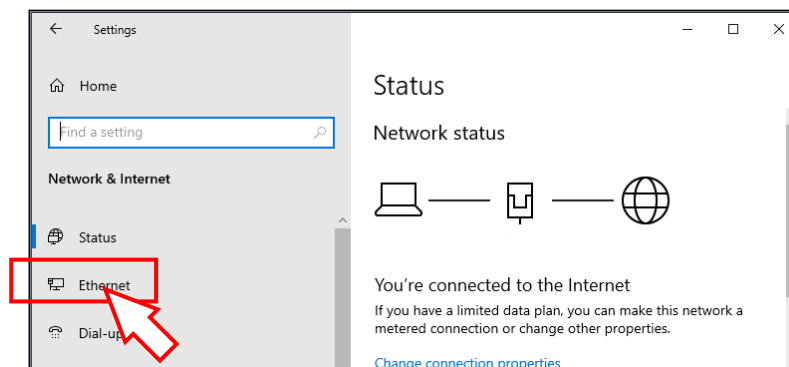 Settings
Home
Find a setting
Network & Internet
Status
Ethernet
Dial-up
Status
Network status
You're connected to the Internet
If you have a limited data plan, you can make this network a
metered connection or change other properties.
Change connection properties